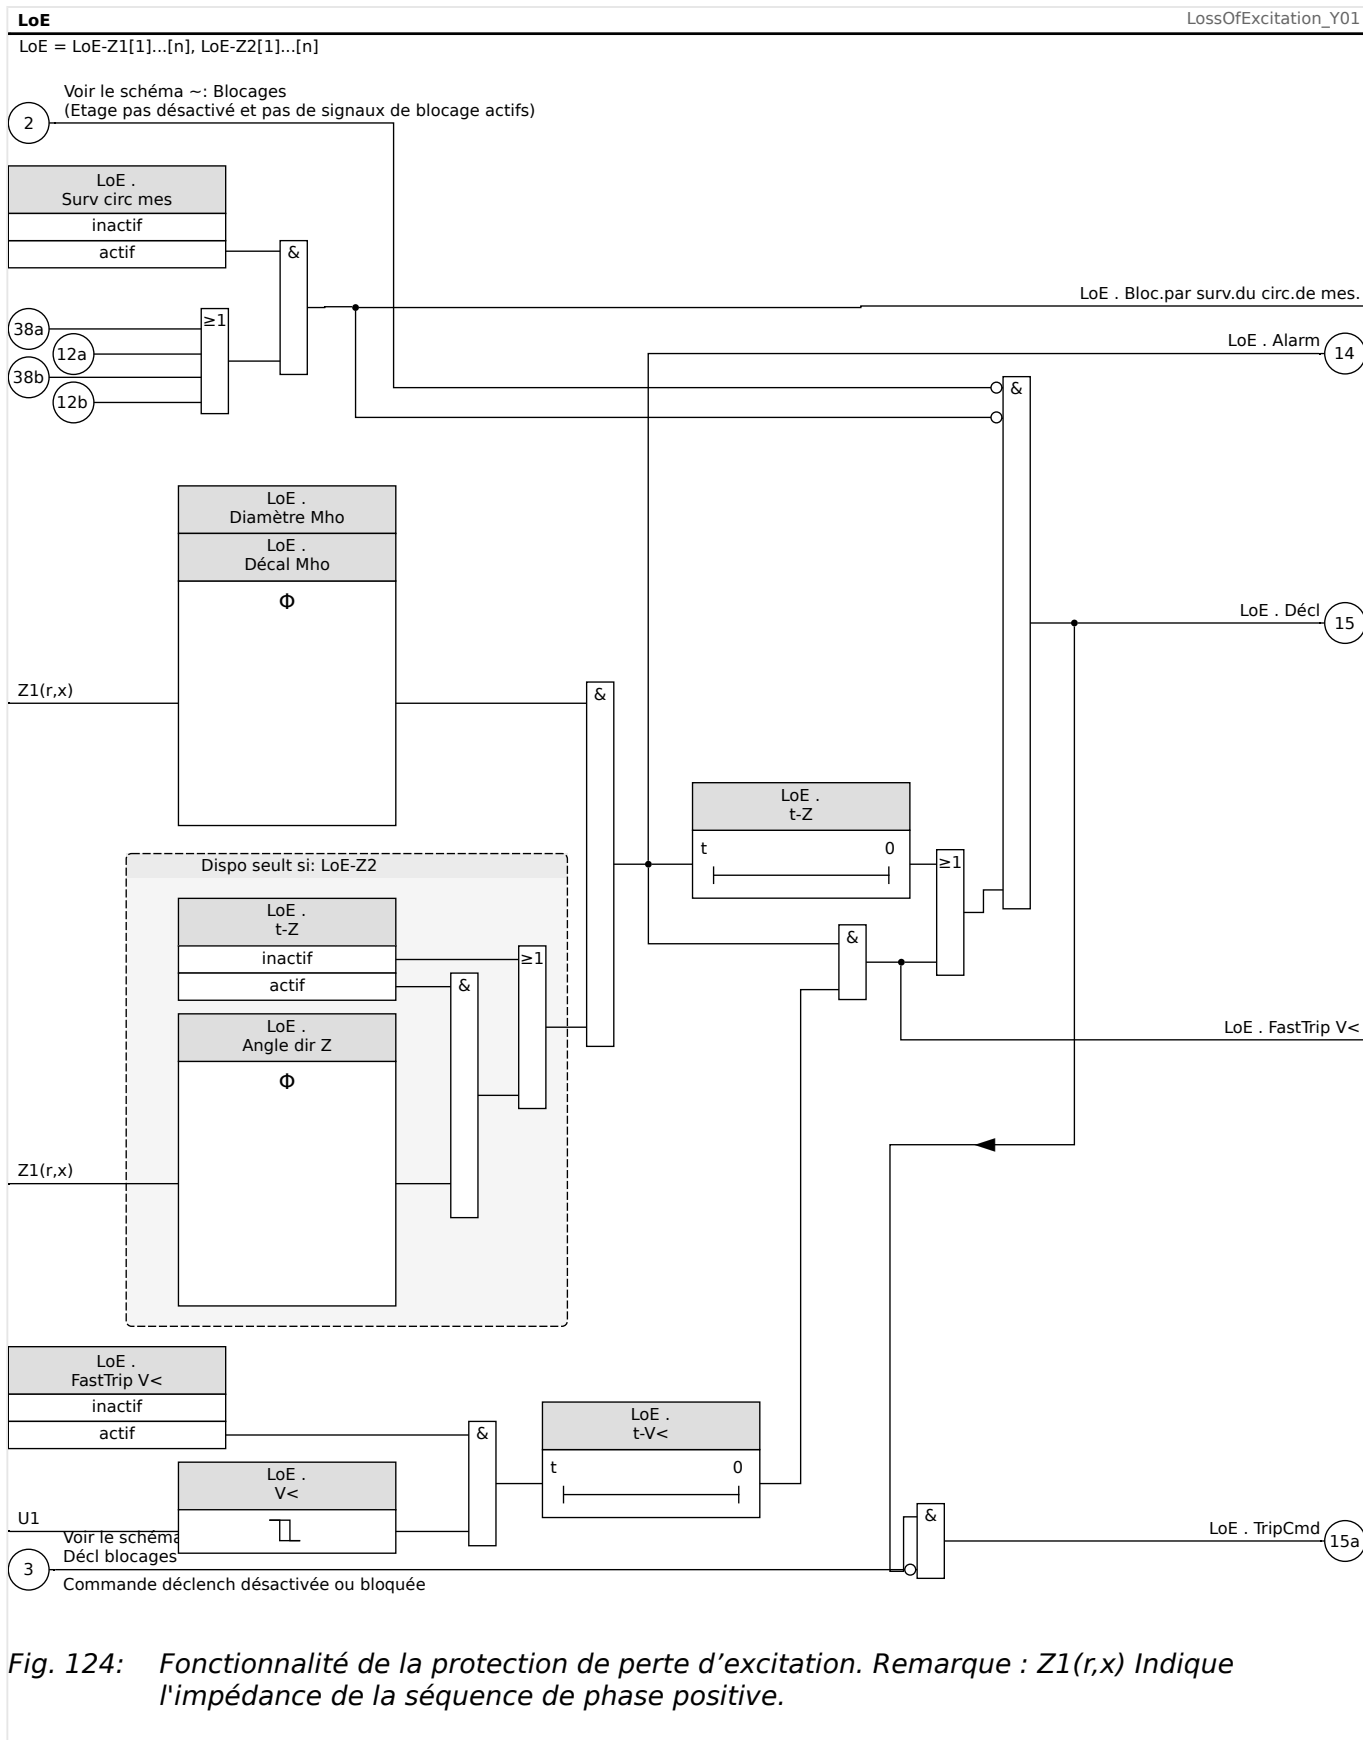 LoE
LossOfExcitation_Y01
LoE = LoE-Z1[1]...[n], LoE-Z2[1]...[n]
Voir le schéma ~: Blocages
(Etage pas désactivé et pas de signaux de blocage actifs)
2
LoE .
Surv circ mes
inactif
actif
&
LoE . Bloc.par surv.du circ.de mes.
38a
≥1
12a
38b
12b
LoE . Alarm
14
&
LoE .
Diamètre Mho
LoE .
Décal Mho
Φ
LoE . Décl
15
Z1(r,x)
&
LoE .
t-Z
t 0
≥1
Dispo seult si: LoE-Z2
LoE .
t-Z
inactif
actif
≥1
&
&
LoE .
Angle dir Z
Φ
LoE . FastTrip V<
Z1(r,x)
LoE .
FastTrip V<
inactif
actif
&
LoE .
t-V<
t 0
LoE .
V<
U1
Voir le schéma
Décl blocages
3
Commande déclench désactivée ou bloquée
&
LoE . TripCmd
15a
Fig. 124: Fonctionnalité de la protection de perte d’excitation. Remarque : Z1(r,x) Indique
l'impédance de la séquence de phase positive.